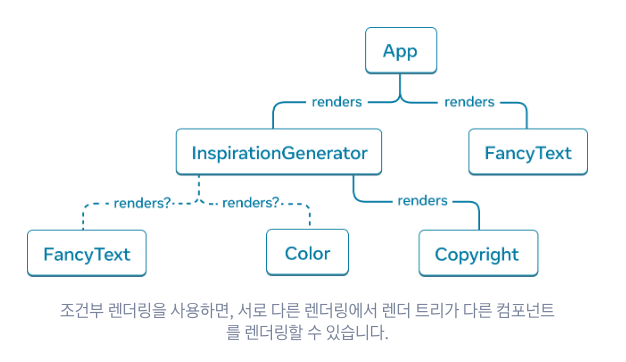 App
renders
renders
InspirationGenerator
FancyText
renders?
renders?
renders
FancyText
Color
Copyright
조건부 렌더링을 사용하면, 서로 다른 렌더링에서 렌더 트리가 다른 컴포넌트
를 렌더링할 수 있습니다.